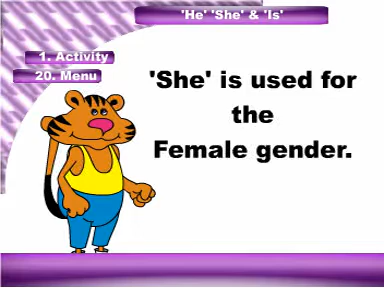 'He' 'She' & 'Is'
1. Activity
20. Menu
'She' is used for
the
Female gender.